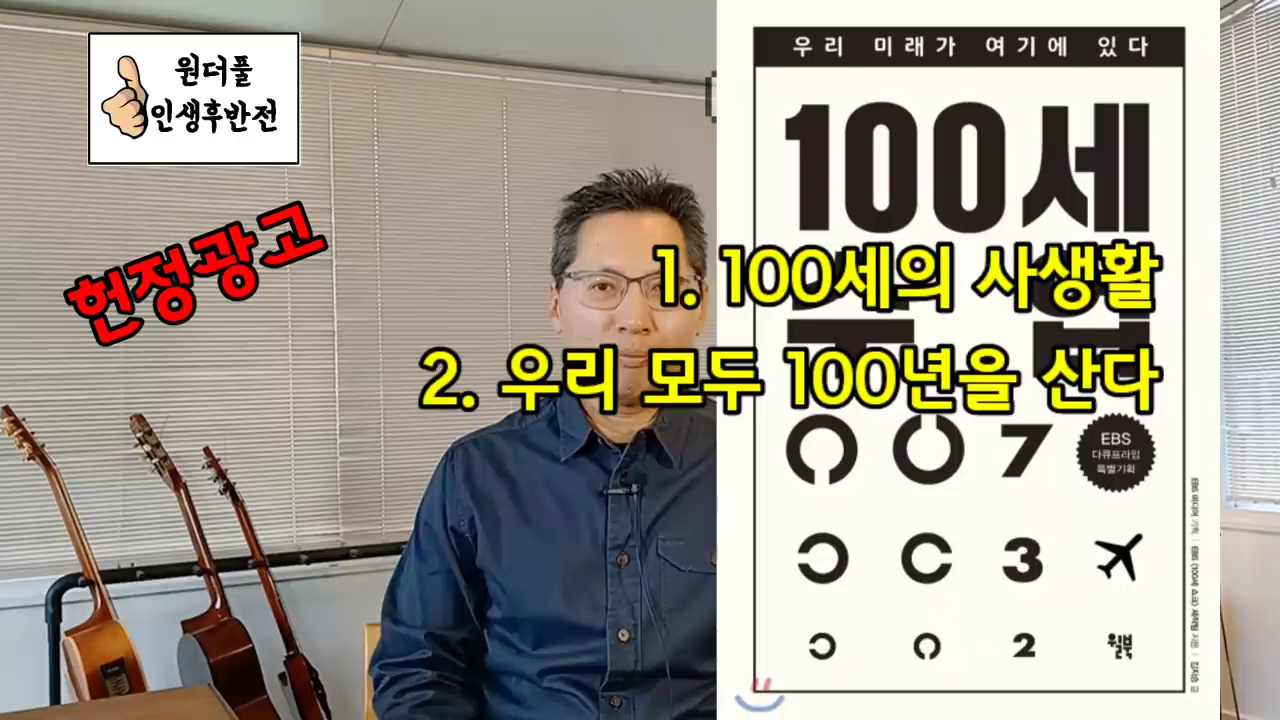 원더풀
인생후반전
헌정광고
우리 미래가 여기에 있다
100세
1. 100세의 사생활
2. 우리 모두 100년을 산다
7
EBS
다큐프라임
특별기획
3
2
윌북